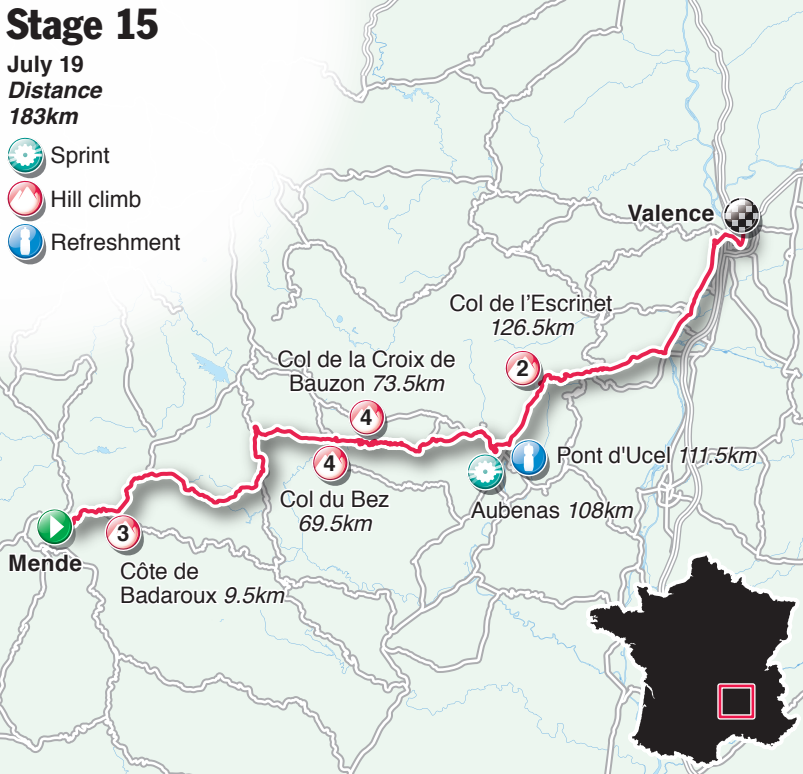 Stage 15
July 19
Distance
183km
Sprint
Hill climb
Refreshment
Valence
Col de l'Escrinet
126.5km
2
Col de la Croix de
Bauzon 73.5km
4
4
Col du Bez
69.5km
Pont d'Ucel 111.5km
Aubenas 108km
3
Mende
Côte de
Badaroux 9.5km